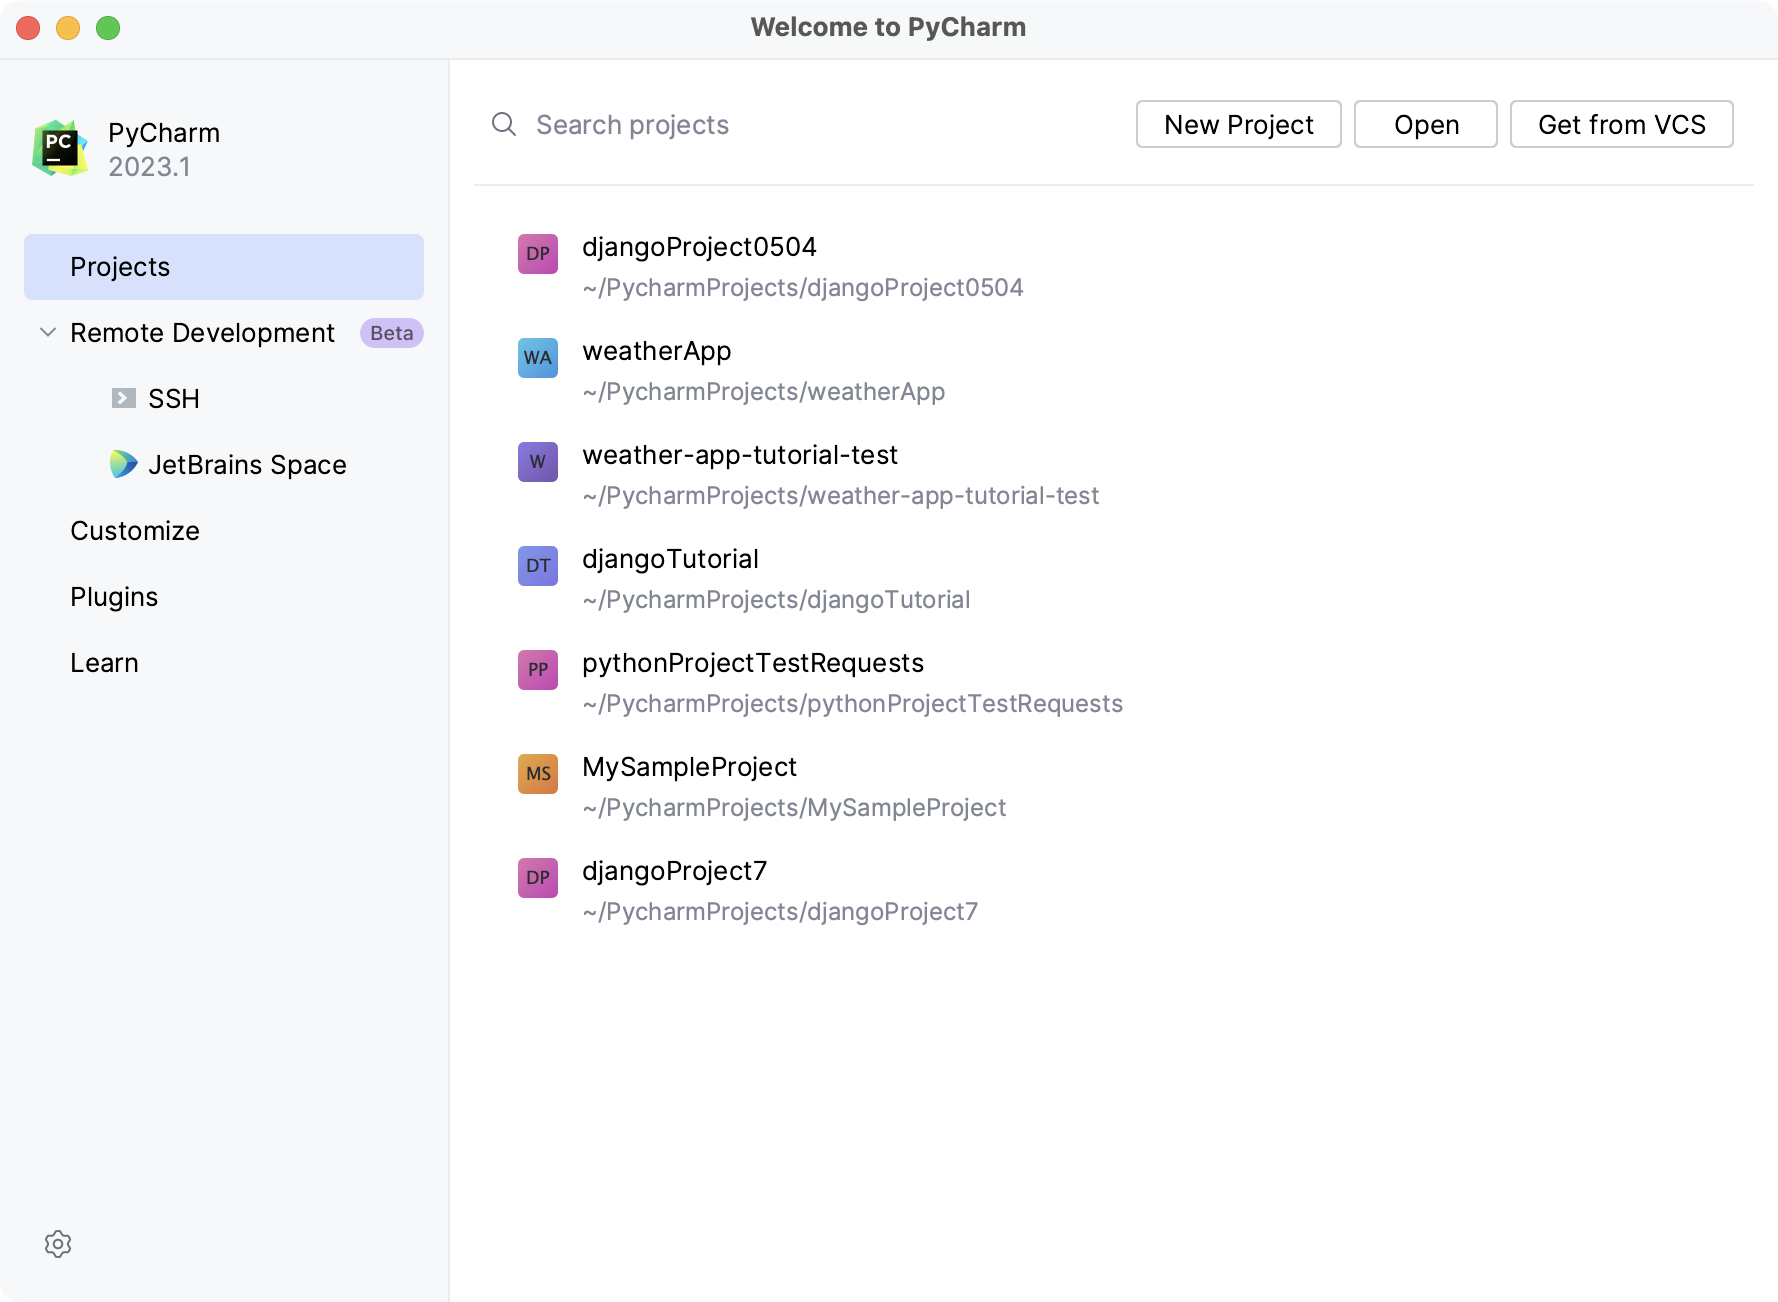 Welcome to PyCharm
PC
PyCharm
2023.1
Projects
Remote Development Beta
SSH
JetBrains Space
Customize
Plugins
Learn
Search projects
New Project
Open
Get from VCS
DP
djangoProject0504
~/PycharmProjects/djangoProject0504
WA
weatherApp
~/PycharmProjects/weatherApp
W
weather-app-tutorial-test
~/PycharmProjects/weather-app-tutorial-test
DT
djangoTutorial
~/PycharmProjects/djangoTutorial
PP
pythonProjectTestRequests
~/PycharmProjects/pythonProjectTestRequests
MS
MySampleProject
~/PycharmProjects/MySampleProject
DP
djangoProject7
~/PycharmProjects/djangoProject7